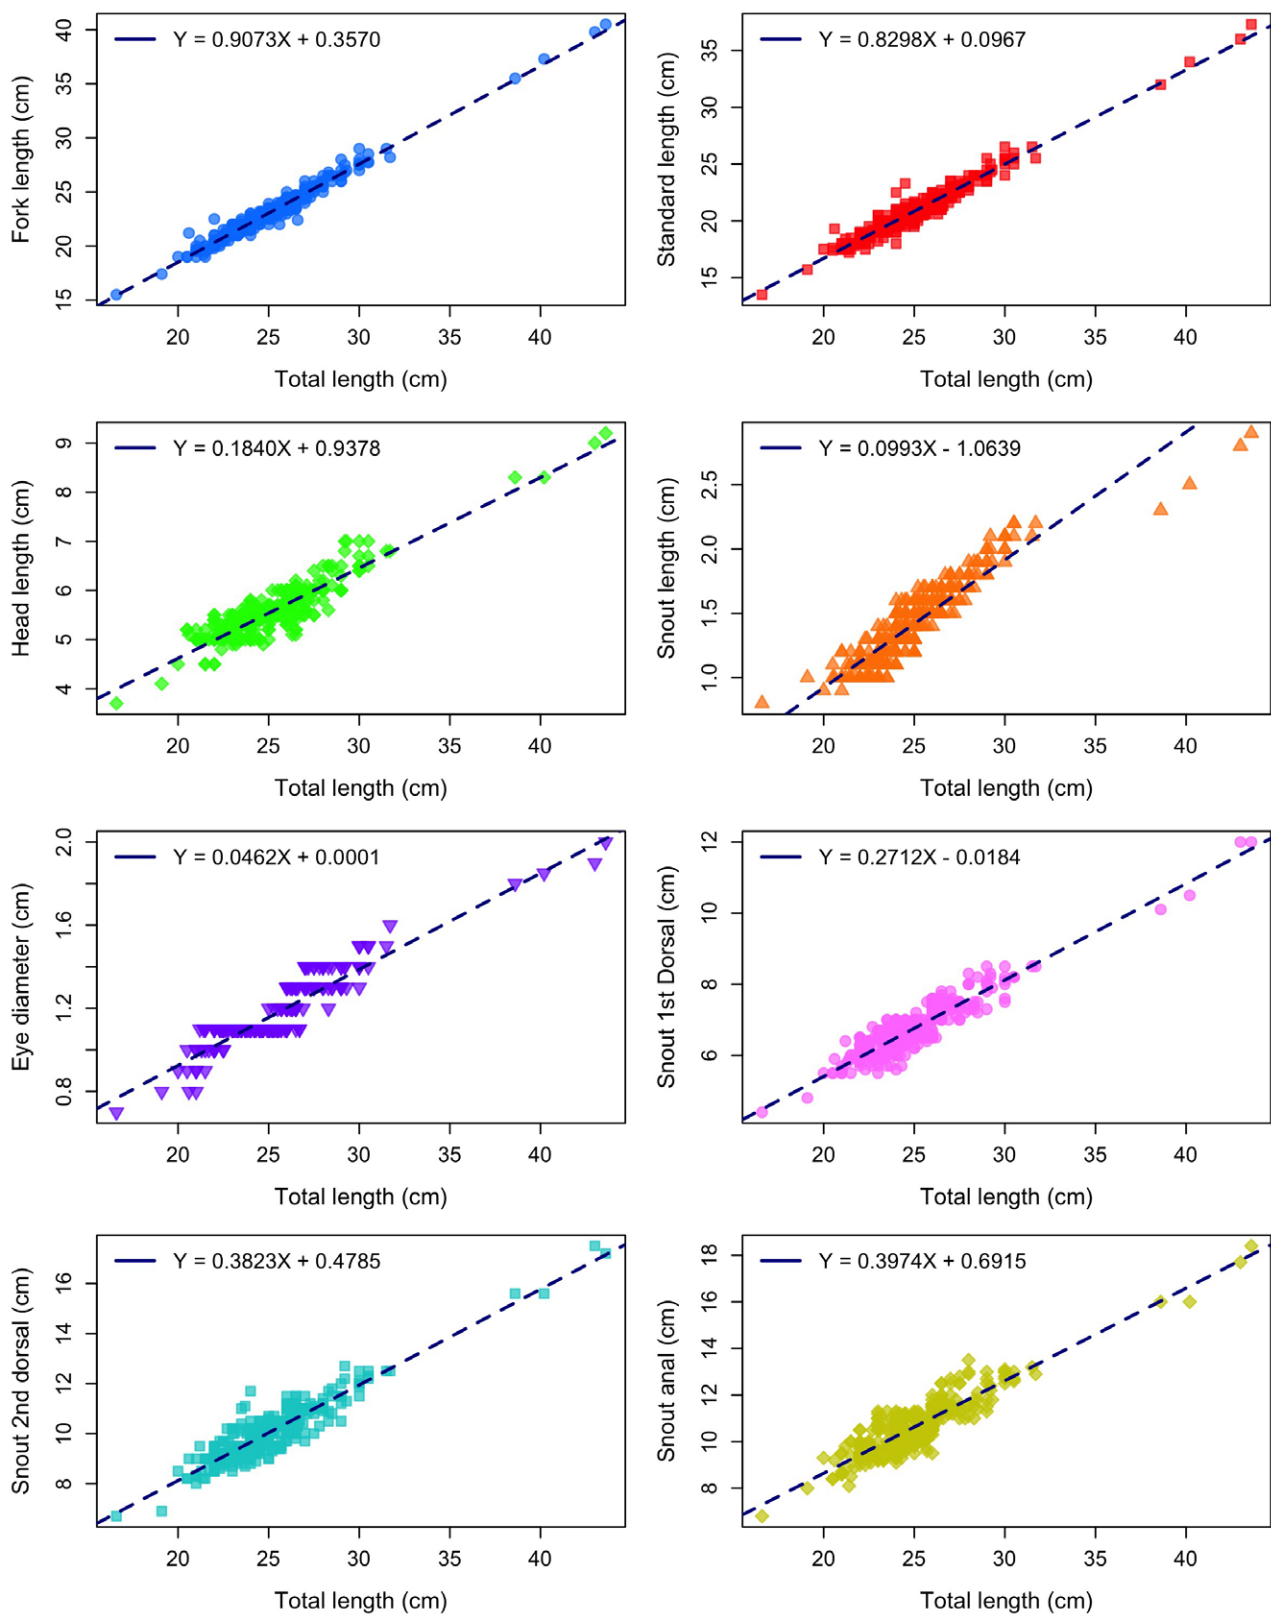 Y = 0.9073X + 0.3570
Fork length (cm)
40
35
30
25
20
15
20 25 30 35 40
Total length (cm)
Y = 0.8298X + 0.0967
Standard length (cm)
35
30
25
20
15
20 25 30 35 40
Total length (cm)
Y = 0.1840X + 0.9378
Head length (cm)
9
8
7
6
5
4
20 25 30 35 40
Total length (cm)
Y = 0.0993X - 1.0639
Snout length (cm)
2.5
2.0
1.5
1.0
20 25 30 35 40
Total length (cm)
Y = 0.0462X + 0.0001
Eye diameter (cm)
2.0
1.6
1.2
0.8
20 25 30 35 40
Total length (cm)
Y = 0.2712X - 0.0184
Snout 1st Dorsal (cm)
12
10
8
6
20 25 30 35 40
Total length (cm)
Y = 0.3823X + 0.4785
Snout 2nd dorsal (cm)
16
14
12
10
8
20 25 30 35 40
Total length (cm)
Y = 0.3974X + 0.6915
Snout anal (cm)
18
16
14
12
10
8
20 25 30 35 40
Total length (cm)